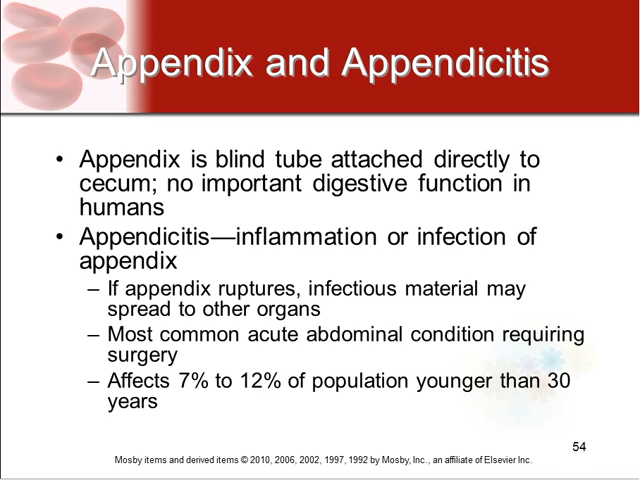 Appendix and Appendicitis
• Appendix is blind tube attached directly to
cecum; no important digestive function in
humans
• Appendicitis—inflammation or infection of
appendix
– If appendix ruptures, infectious material may
spread to other organs
– Most common acute abdominal condition requiring
surgery
– Affects 7% to 12% of population younger than 30
years
54
Mosby items and derived items © 2010, 2006, 2002, 1997, 1992 by Mosby, Inc., an affiliate of Elsevier Inc.